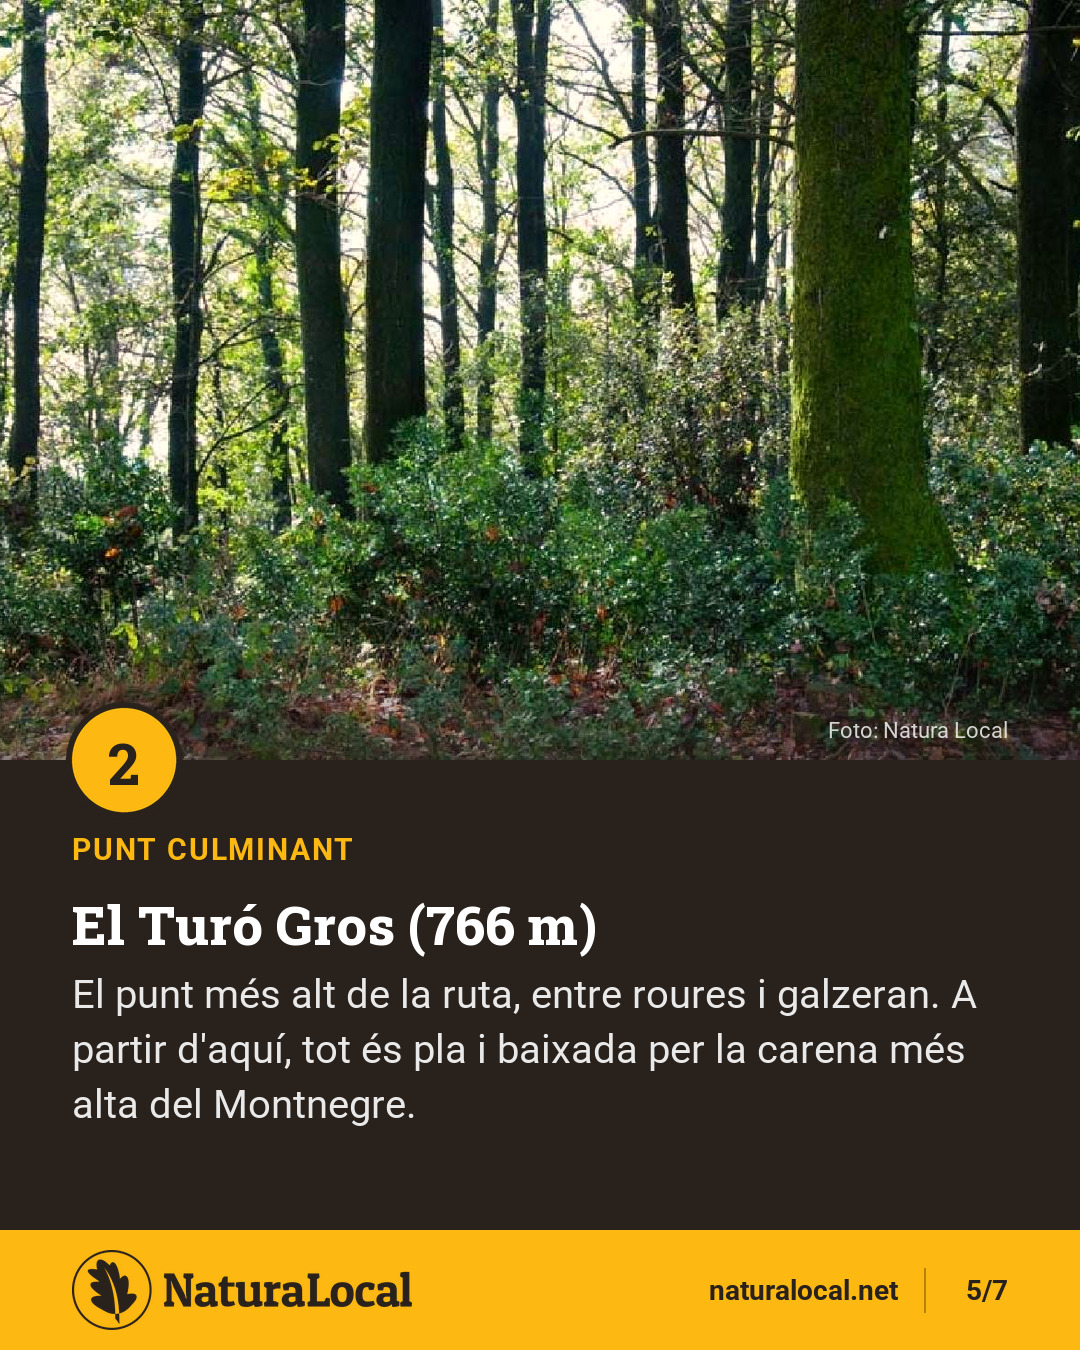 Foto: Natura Local
2
PUNT CULMINANT
El Turó Gros (766 m)
El punt més alt de la ruta, entre roures i galzeran. A
partir d'aquí, tot és pla i baixada per la carena més
alta del Montnegre.
NaturaLocal
naturalocal.net
5/7